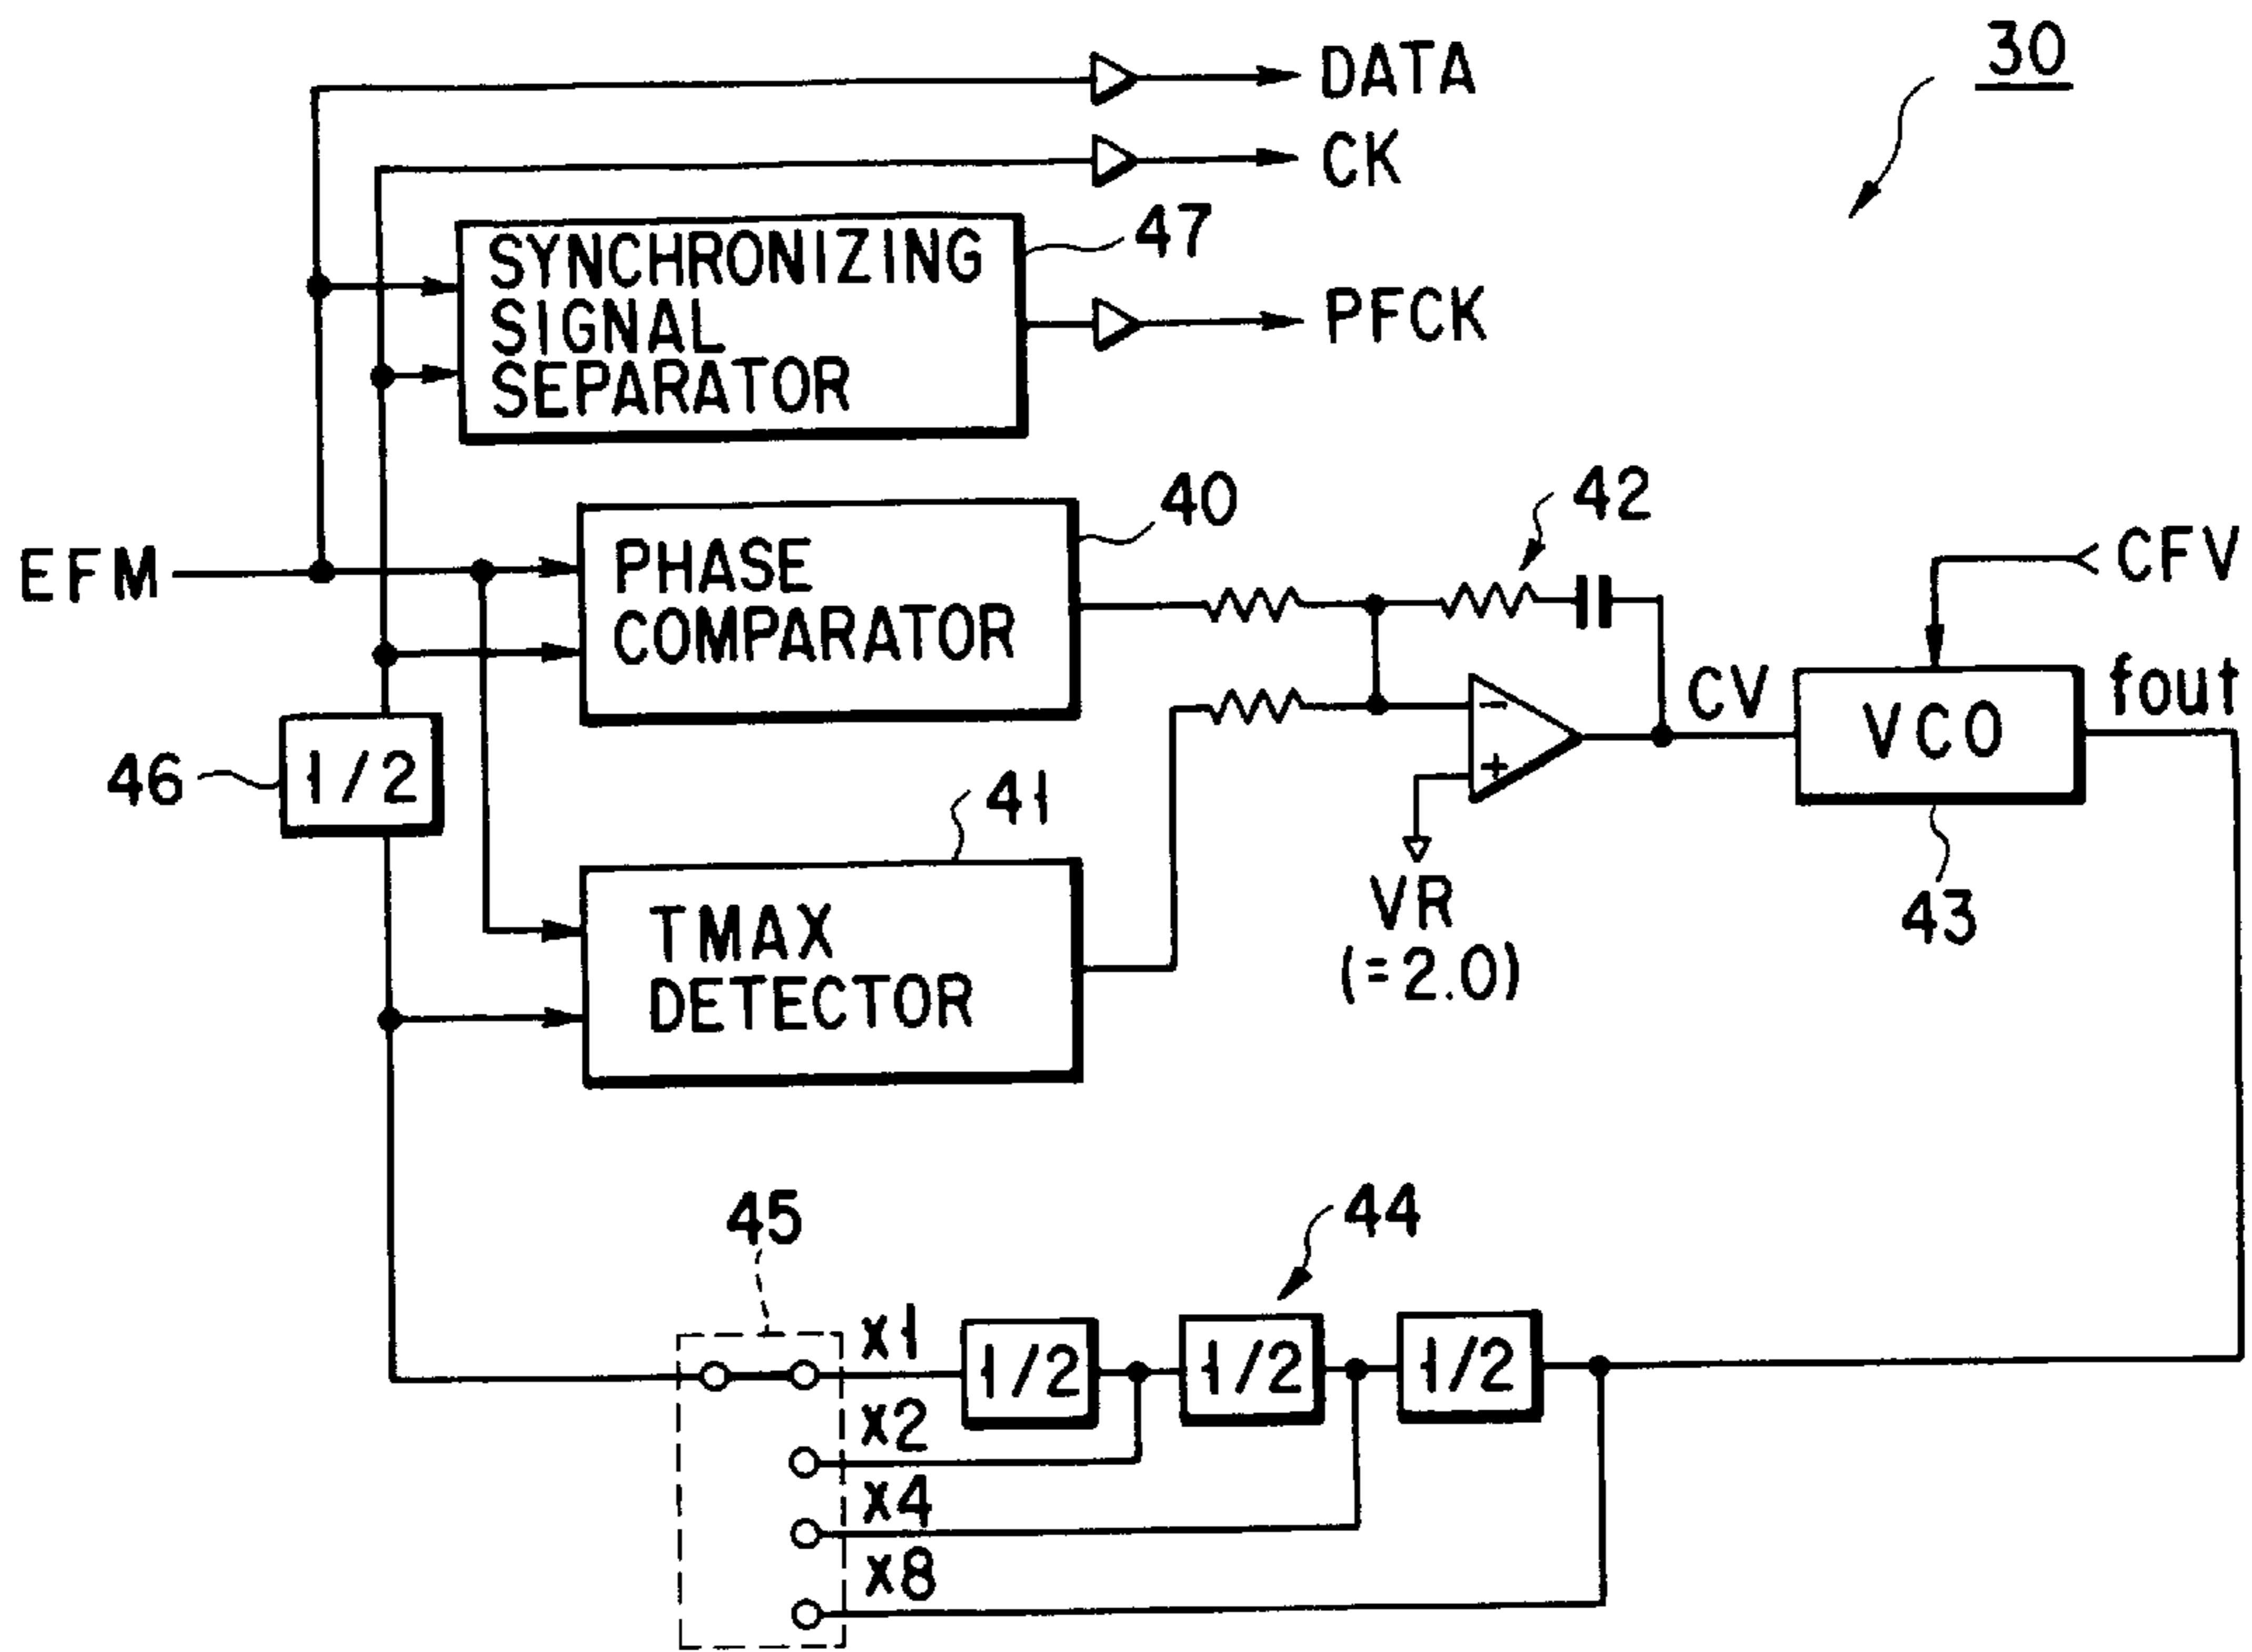 30
DATA
CK
47
SYNCHRONIZING
SIGNAL
SEPARATOR
PFCK
40
42
EFM
PHASE
COMPARATOR
CFV
CV
VCO
fout
-
+
46
1/2
41
VR
(=2.0)
43
TMAX
DETECTOR
45
44
x1
1/2
1/2
1/2
x2
x4
x8